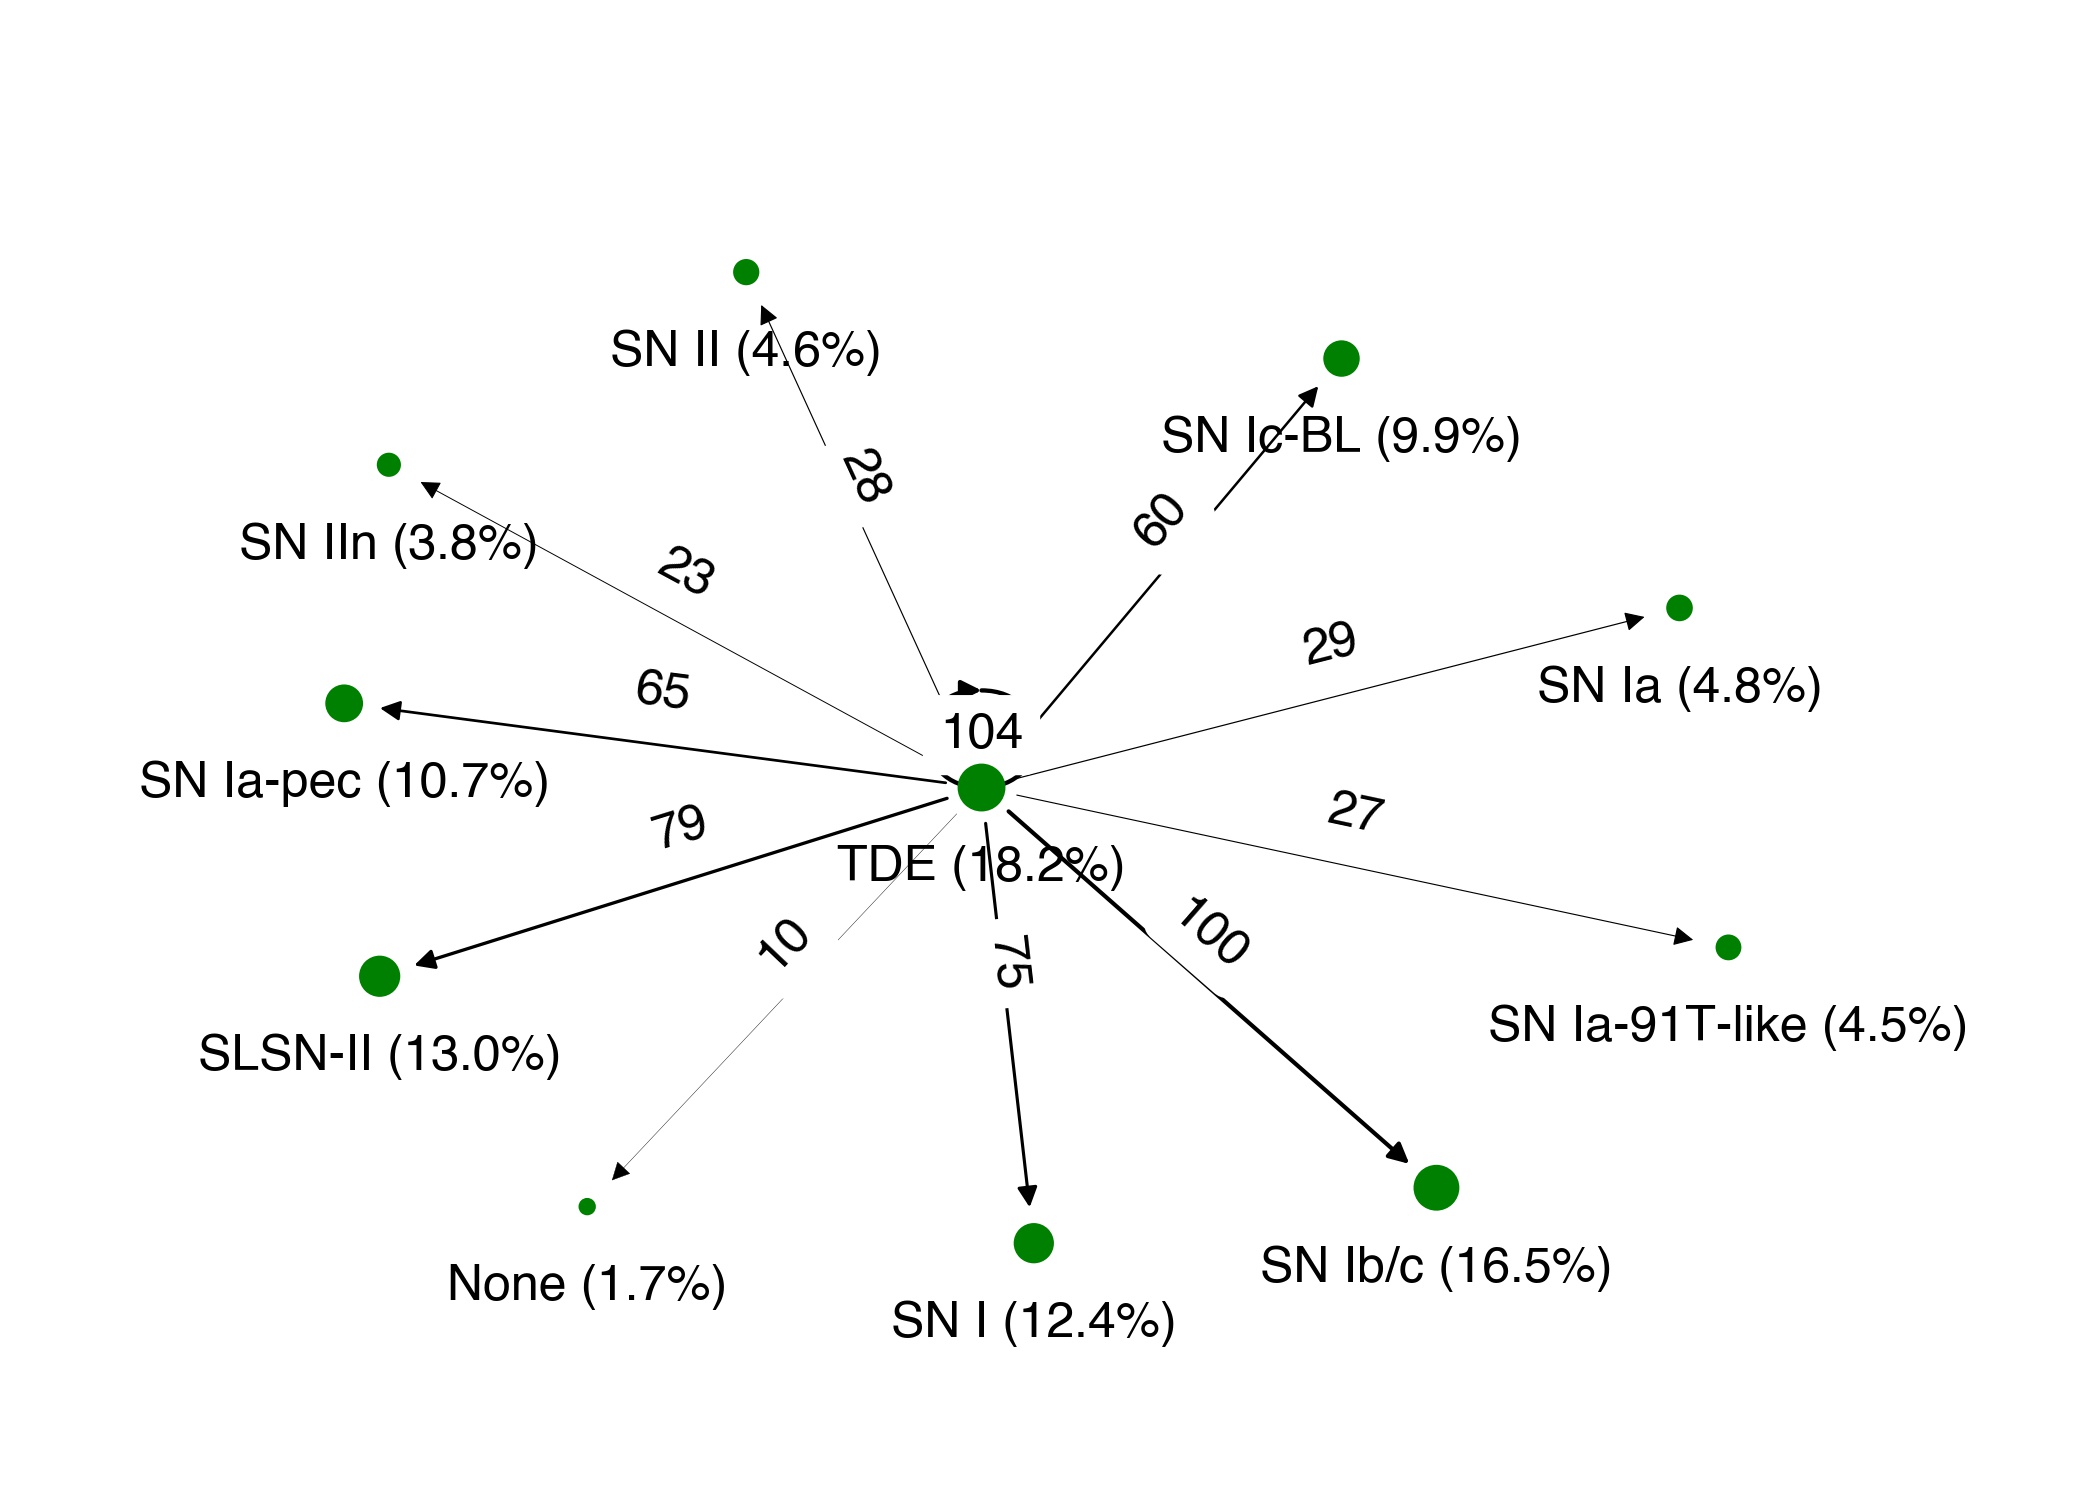 SN II (4.6%)
SN Ic-BL (9.9%)
28
60
SN IIn (3.8%)
23
29
65
SN Ia (4.8%)
104
SN Ia-pec (10.7%)
79
27
TDE (18.2%)
10
75
100
SLSN-II (13.0%)
SN Ia-91T-like (4.5%)
None (1.7%)
SN I (12.4%)
SN Ib/c (16.5%)